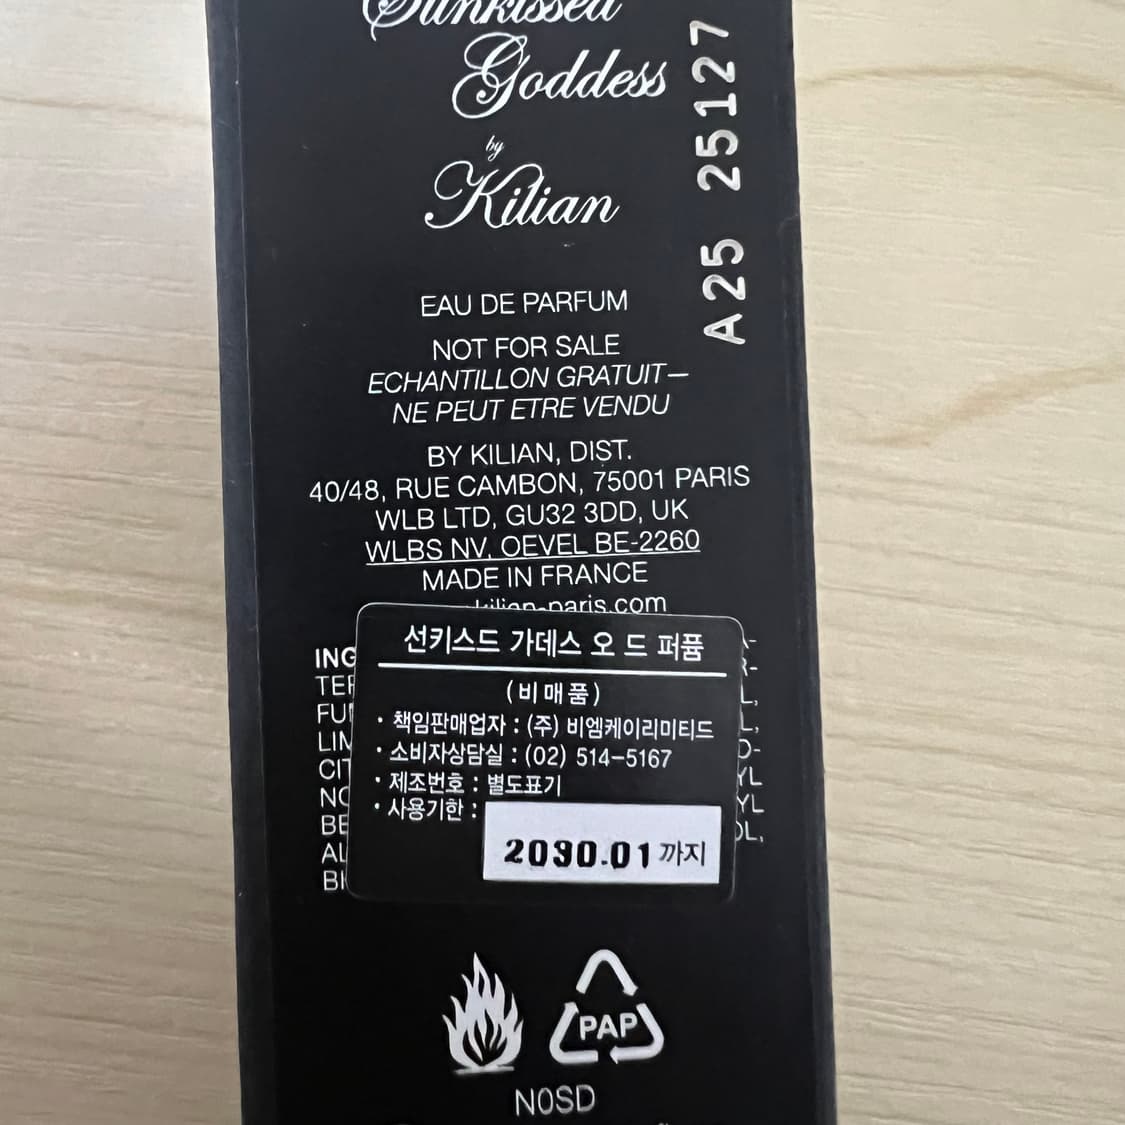 Sunkissed
Goddess
by
Kilian
A25 25127
EAU DE PARFUM
NOT FOR SALE
ECHANTILLON GRATUIT—
NE PEUT ETRE VENDU
BY KILIAN, DIST.
40/48, RUE CAMBON, 75001 PARIS
WLB LTD, GU32 3DD, UK
WLBS NV, OEVEL BE-2260
MADE IN FRANCE
kilian-paris.com
선키스드 가데스 오 드 퍼퓸
(비매품)
· 책임판매업자 : (주) 비엠케이리미티드
· 소비자상담실 : (02) 514-5167
· 제조번호 : 별도표기
· 사용기한 :
2030.01 까지
PAP
N0SD